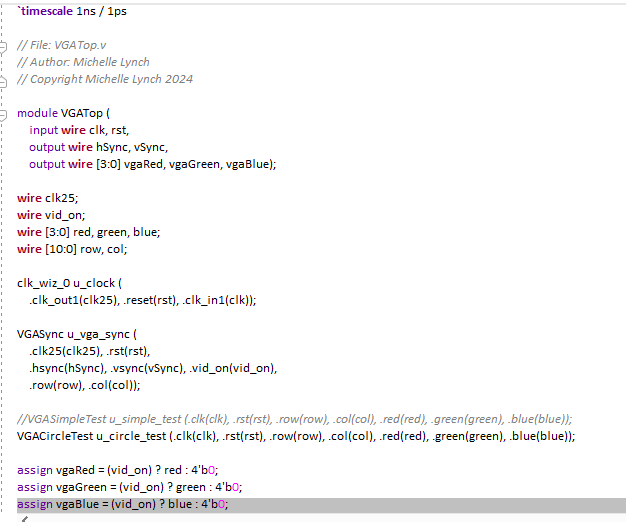 `timescale 1ns / 1ps
// File: VGATop.v
// Author: Michelle Lynch
// Copyright Michelle Lynch 2024
module VGATop (
input wire clk, rst,
output wire hSync, vSync,
output wire [3:0] vgaRed, vgaGreen, vgaBlue);
wire clk25;
wire vid_on;
wire [3:0] red, green, blue;
wire [10:0] row, col;
clk_wiz_0 u_clock (
.clk_out1(clk25), .reset(rst), .clk_in1(clk));
VGASync u_vga_sync (
.clk25(clk25), .rst(rst),
.hsync(hSync), .vsync(vSync), .vid_on(vid_on),
.row(row), .col(col));
//VGASimpleTest u_simple_test (.clk(clk), .rst(rst), .row(row), .col(col), .red(red), .green(green), .blue(blue));
VGACircleTest u_circle_test (.clk(clk), .rst(rst), .row(row), .col(col), .red(red), .green(green), .blue(blue));
assign vgaRed = (vid_on) ? red : 4'b0;
assign vgaGreen = (vid_on) ? green : 4'b0;
assign vgaBlue = (vid_on) ? blue : 4'b0;